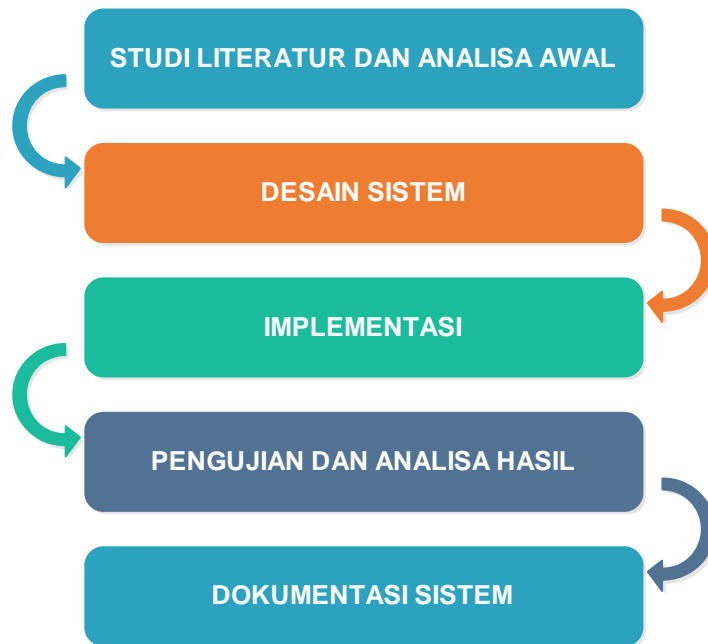 STUDI LITERATUR DAN ANALISA AWAL
DESAIN SISTEM
IMPLEMENTASI
PENGUJIAN DAN ANALISA HASIL
DOKUMENTASI SISTEM